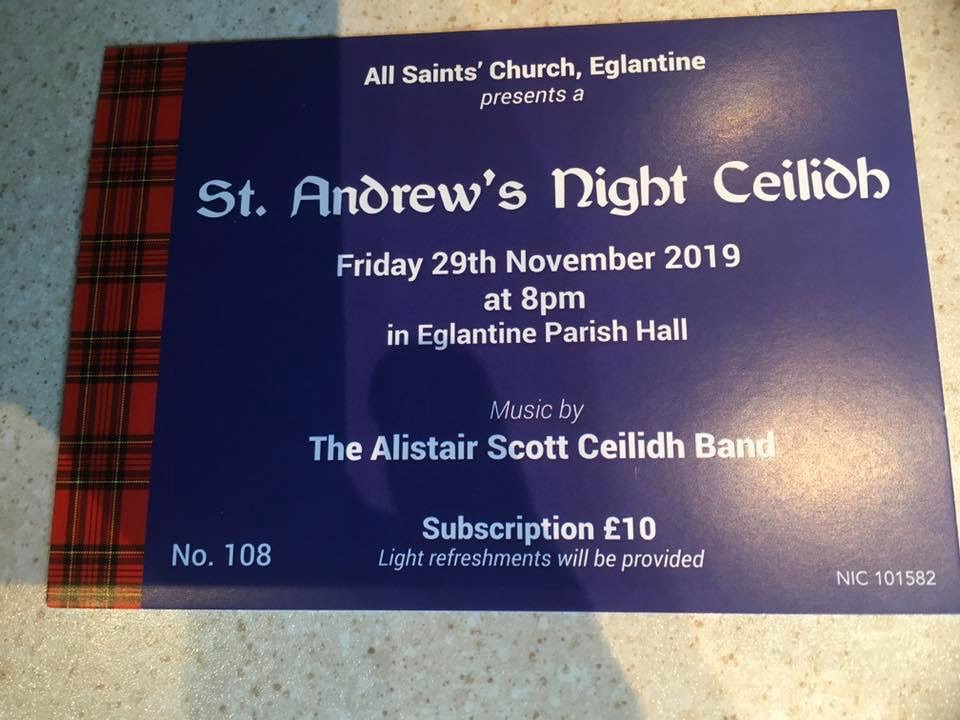 All Saints' Church, Eglantine
presents a
St. Andrew's Night Ceilidh
Friday 29th November 2019
at 8pm
in Eglantine Parish Hall
Music by
The Alistair Scott Ceilidh Band
Subscription £10
Light refreshments will be provided
No. 108
NIC 101582